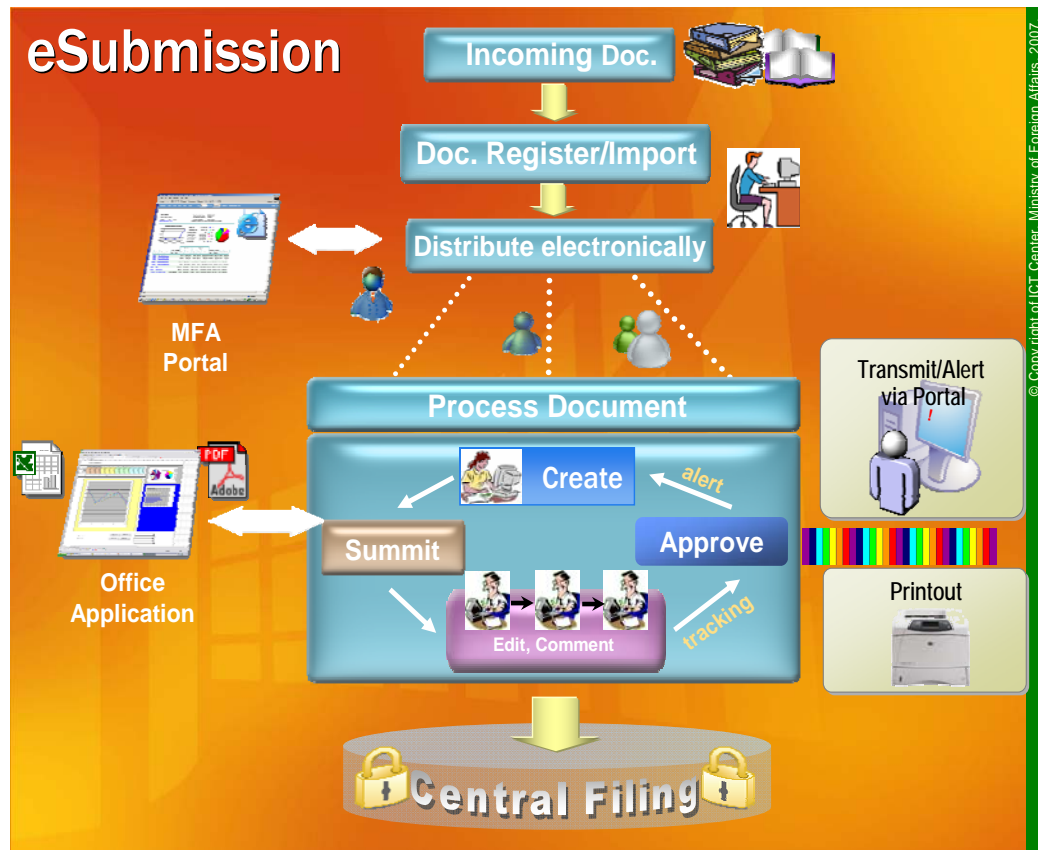 eSubmission
Incoming Doc.
Doc. Register/Import
Distribute electronically
MFA
Portal
Process Document
Transmit/Alert
via Portal
!
Create
alert
Summit
Approve
PDF
Adobe
Office
Application
Edit, Comment
tracking
Printout
Central Filing
© Copy right of ICT Center, Ministry of Foreign Affairs, 2007